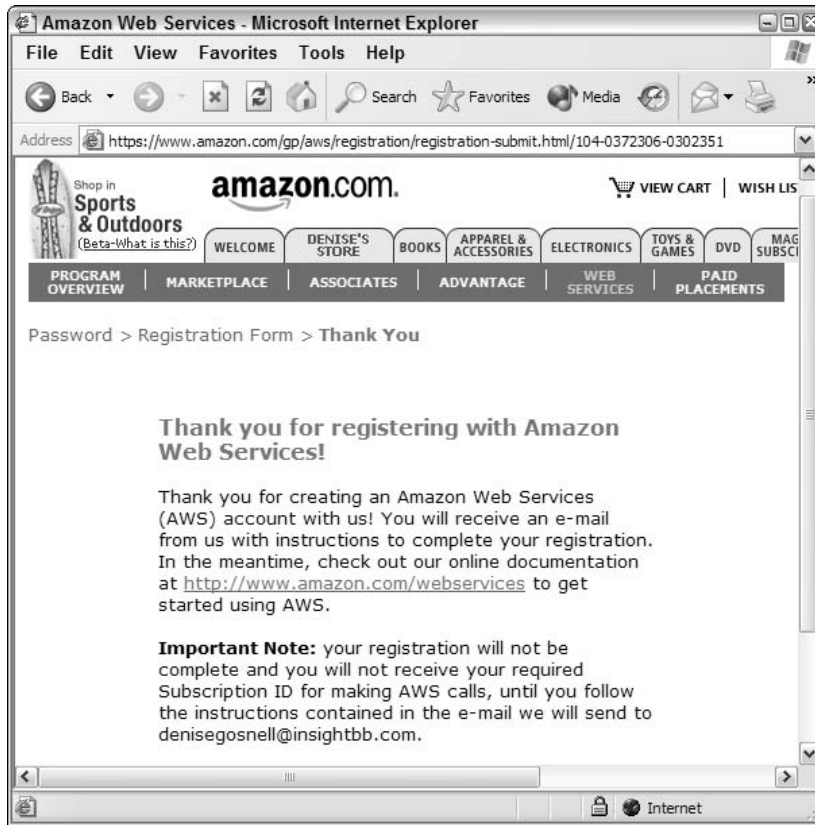 Amazon Web Services - Microsoft Internet Explorer
File Edit View Favorites Tools Help
Back Search Favorites Media
Address https://www.amazon.com/gp/aws/registration/registration-submit.html/104-0372306-0302351
Shop in
Sports
& Outdoors
(Beta-What is this?)
amazon.com.
VIEW CART | WISH LIS
WELCOME
DENISE'S
STORE
BOOKS
APPAREL &
ACCESSORIES
ELECTRONICS
TOYS &
GAMES
DVD
MAG
SUBSC
PROGRAM
OVERVIEW
MARKETPLACE
ASSOCIATES
ADVANTAGE
WEB
SERVICES
PAID
PLACEMENTS
Password > Registration Form > Thank You
Thank you for registering with Amazon
Web Services!
Thank you for creating an Amazon Web Services
(AWS) account with us! You will receive an e-mail
from us with instructions to complete your registration.
In the meantime, check out our online documentation
at http://www.amazon.com/webservices to get
started using AWS.
Important Note: your registration will not be
complete and you will not receive your required
Subscription ID for making AWS calls, until you follow
the instructions contained in the e-mail we will send to
denisegosnell@insightbb.com.
Internet